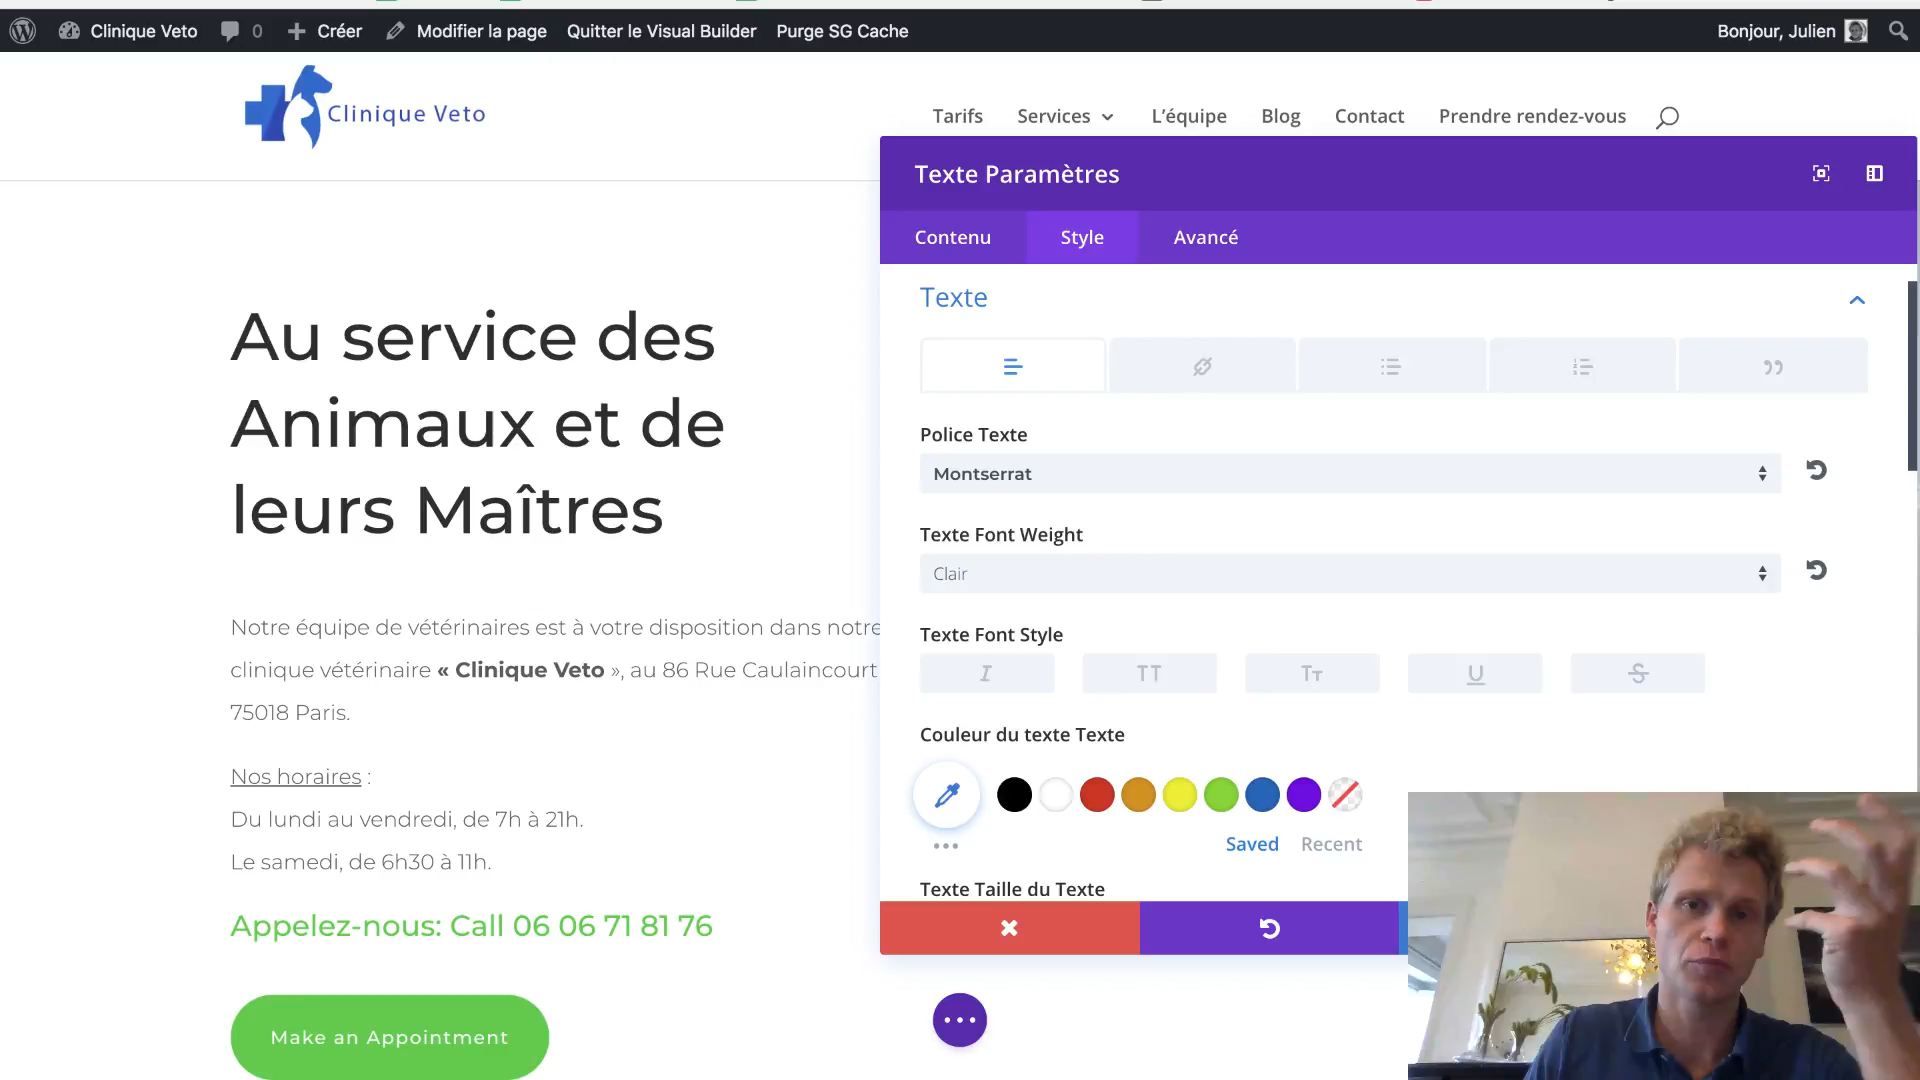 Clinique Veto
0
Créer
Modifier la page
Quitter le Visual Builder
Purge SG Cache
Bonjour, Julien
Clinique Veto
Tarifs
Services
L'équipe
Blog
Contact
Prendre rendez-vous
Au service des
Animaux et de
leurs Maîtres
Notre équipe de vétérinaires est à votre disposition dans notre
clinique vétérinaire « Clinique Veto », au 86 Rue Caulaincourt
75018 Paris.
Nos horaires :
Du lundi au vendredi, de 7h à 21h.
Le samedi, de 6h30 à 11h.
Appelez-nous: Call 06 06 71 81 76
Make an Appointment
Texte Paramètres
Contenu
Style
Avancé
Texte
Police Texte
Montserrat
Texte Font Weight
Clair
Texte Font Style
I
TT
Tт
U
S
Couleur du texte Texte
Saved
Recent
Texte Taille du Texte